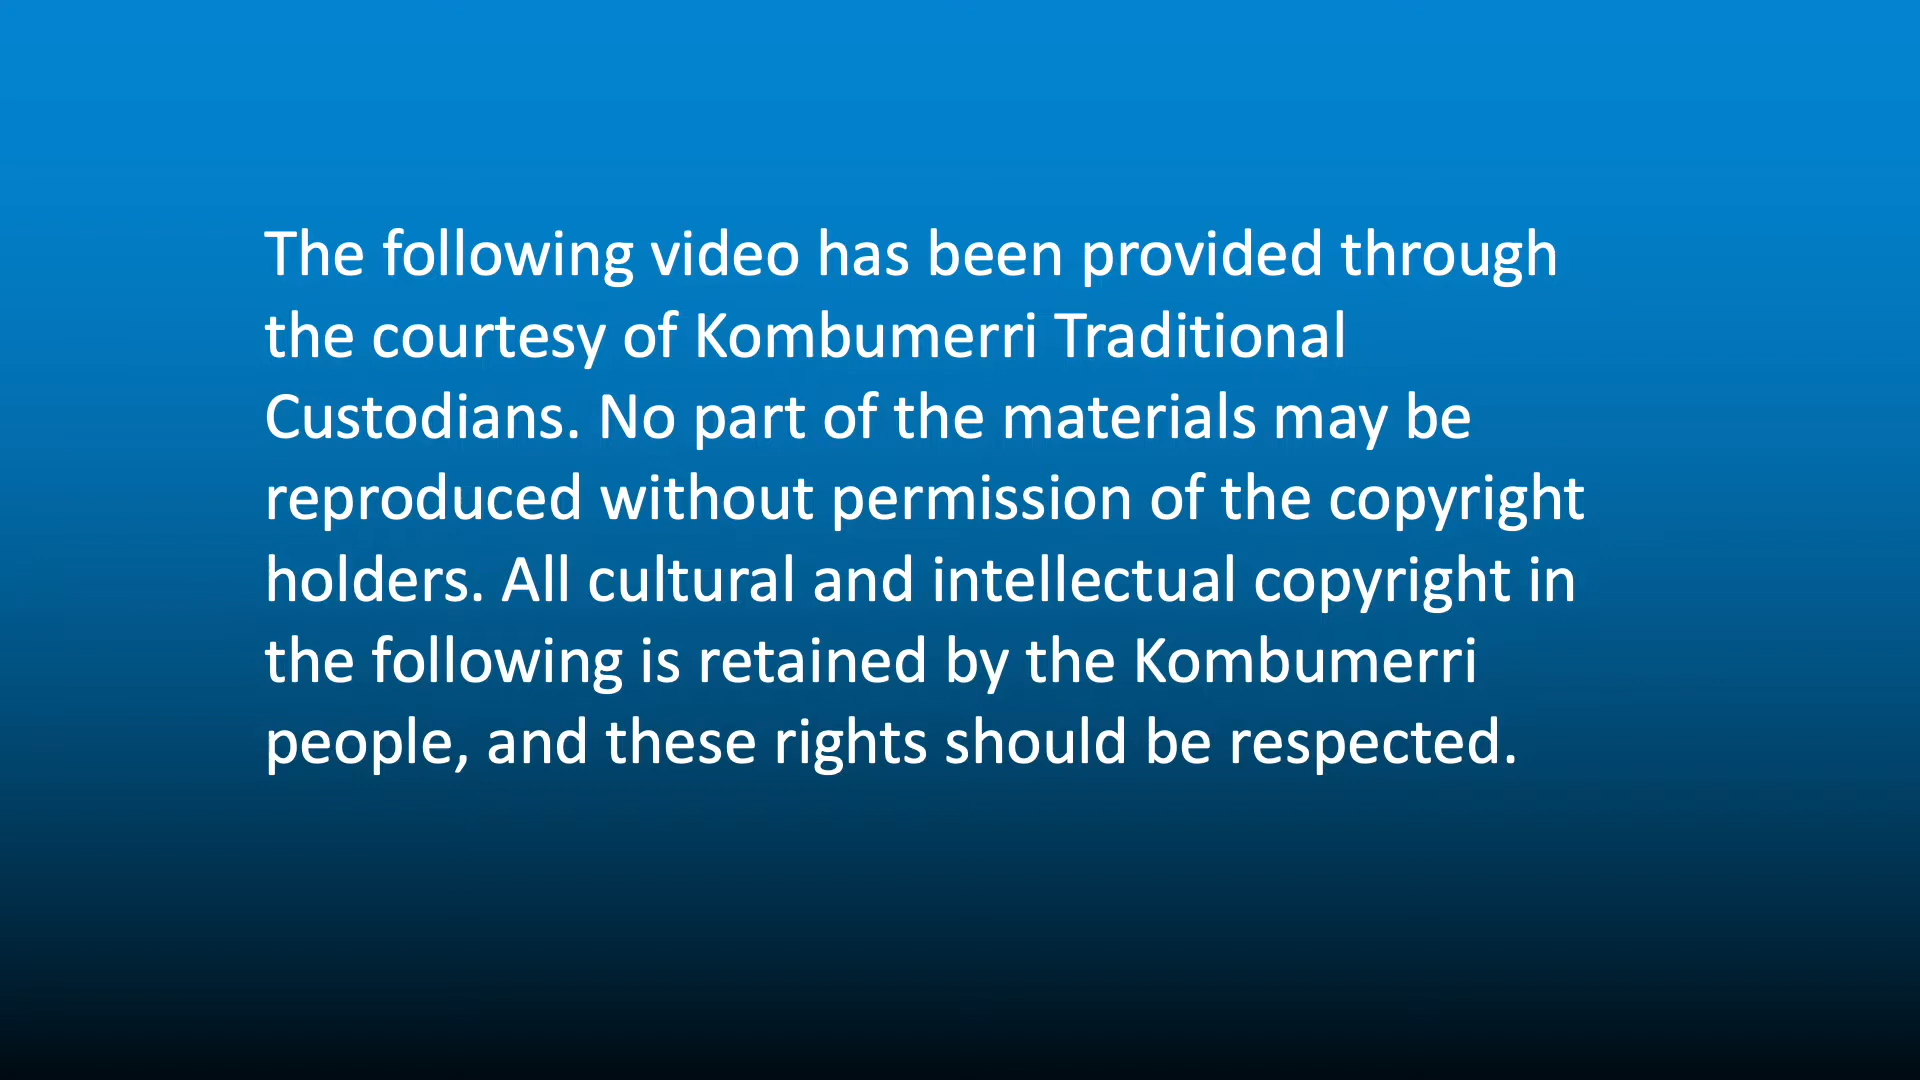 The following video has been provided through
the courtesy of Kombumerri Traditional
Custodians. No part of the materials may be
reproduced without permission of the copyright
holders. All cultural and intellectual copyright in
the following is retained by the Kombumerri
people, and these rights should be respected.